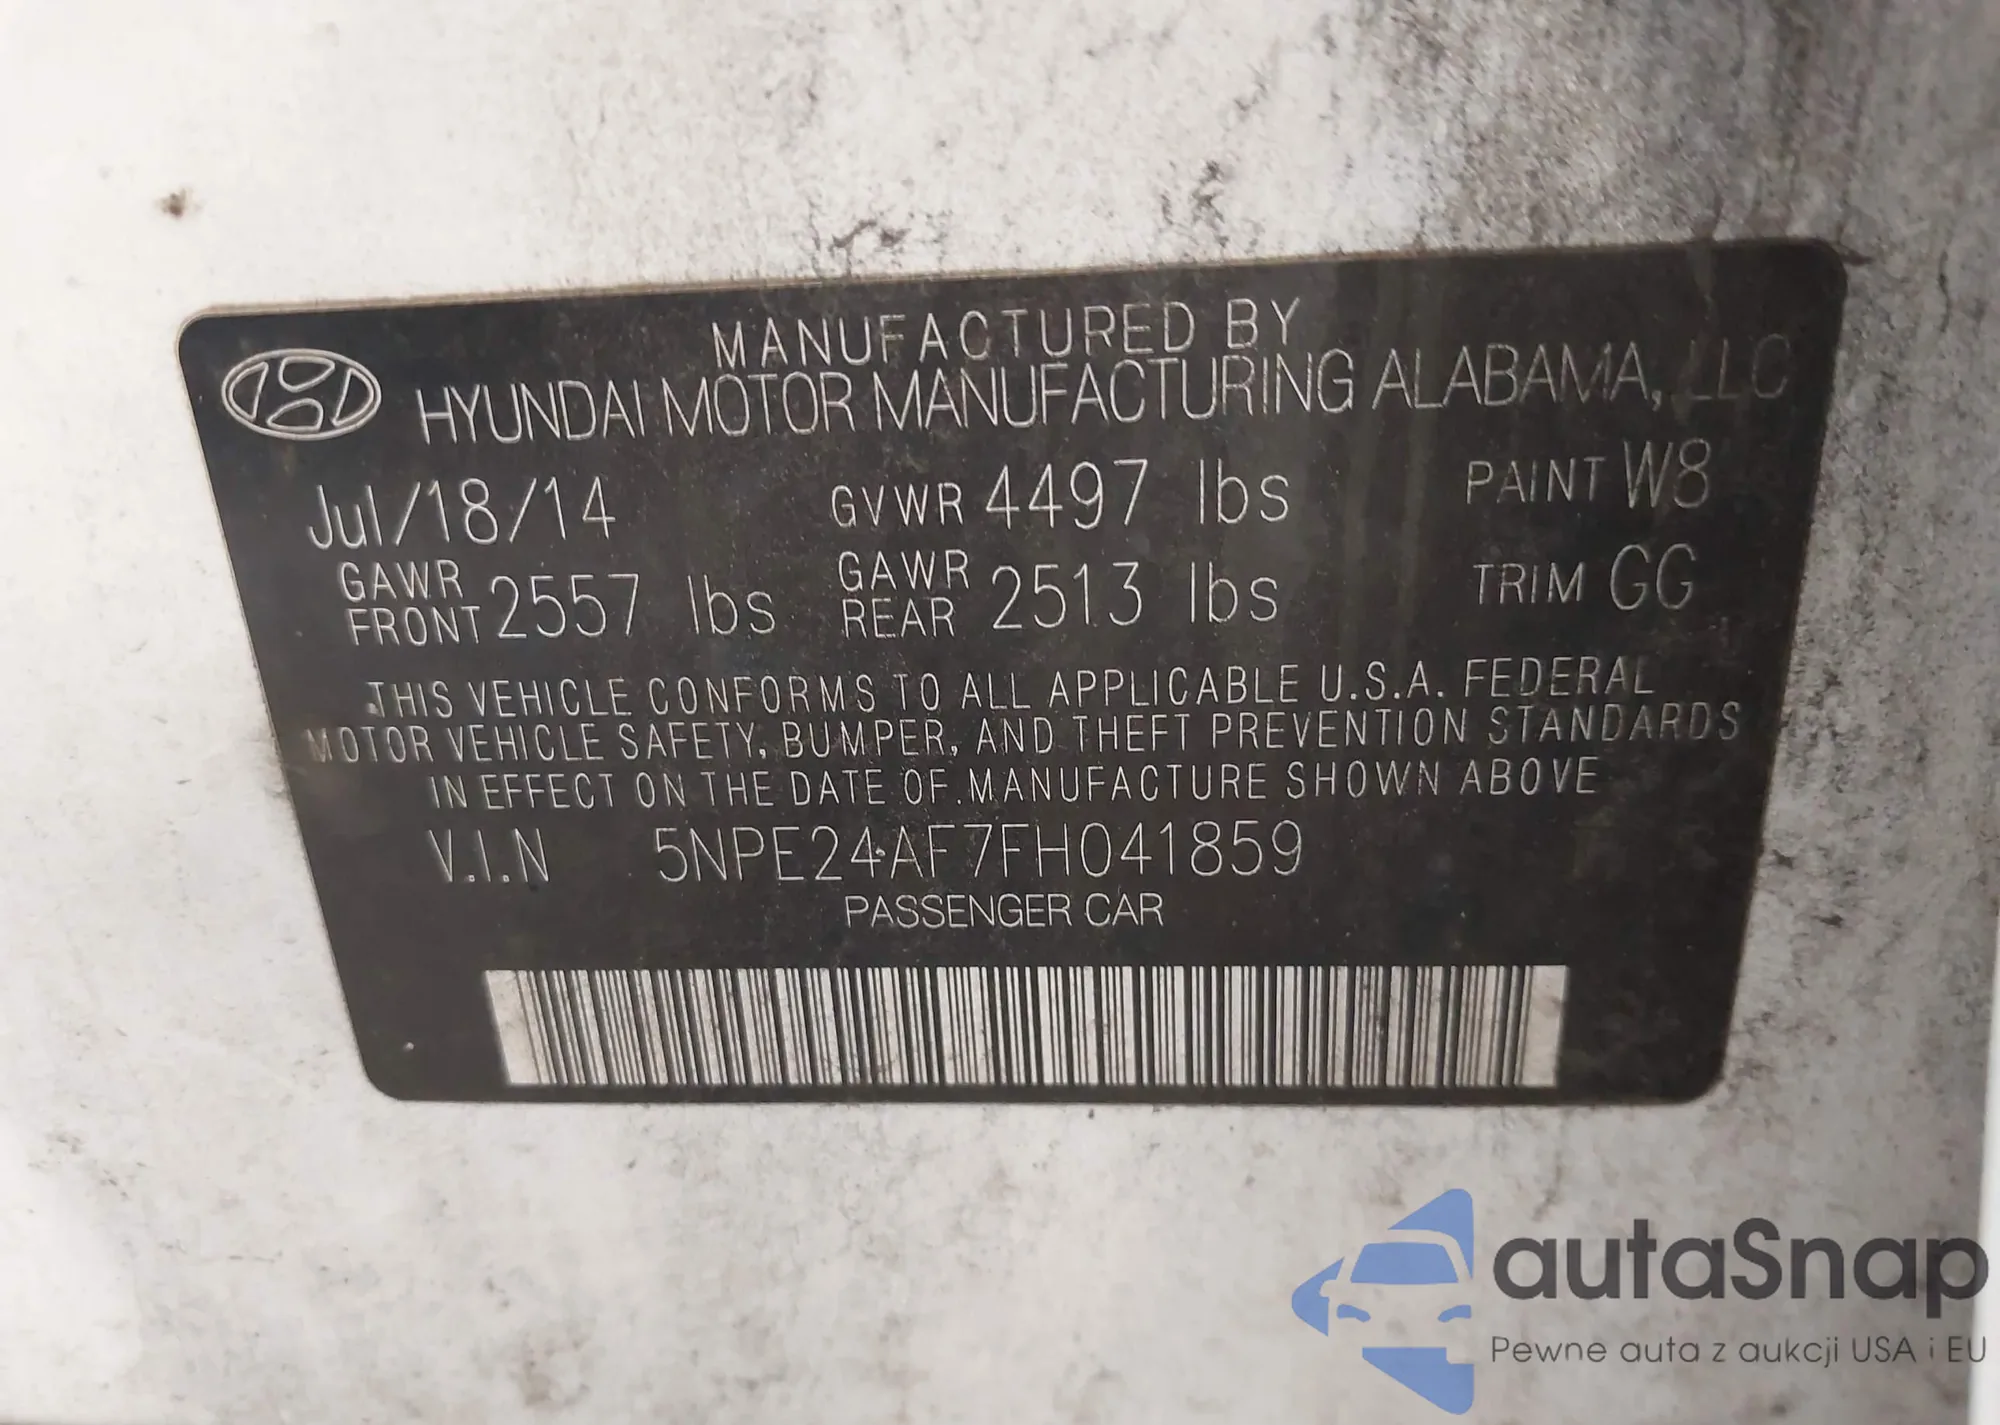 MANUFACTURED BY
HYUNDAI MOTOR MANUFACTURING ALABAMA, LLC
Jul/18/14 GVWR 4497 lbs PAINT W8
GAWR FRONT 2557 lbs GAWR REAR 2513 lbs TRIM GG
THIS VEHICLE CONFORMS TO ALL APPLICABLE U.S.A. FEDERAL
MOTOR VEHICLE SAFETY, BUMPER, AND THEFT PREVENTION STANDARDS
IN EFFECT ON THE DATE OF MANUFACTURE SHOWN ABOVE
V.I.N 5NPE24AF7FH041859
PASSENGER CAR
autaSnap
Pewne auta z aukcji USA i EU